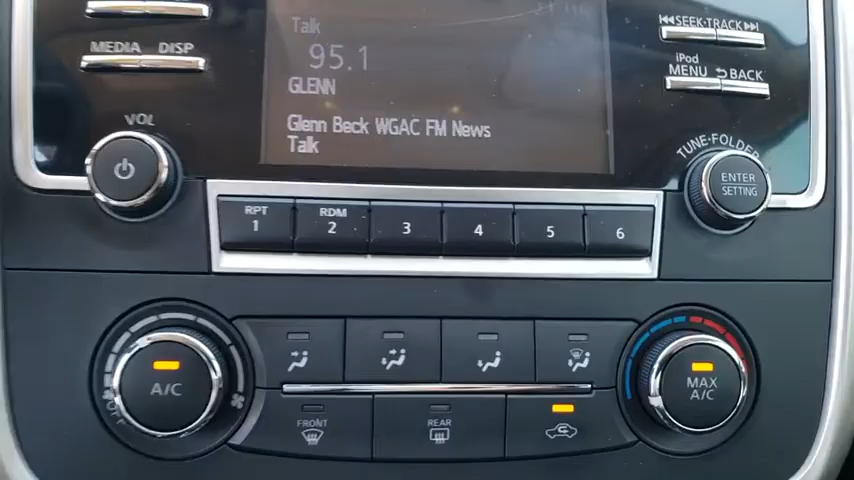 SEEK·TRACK
Talk
MEDIA DISP
95.1
iPod
MENU BACK
GLENN
VOL
Glenn Beck WGAC FM News
Talk
TUNE·FOLDER
ENTER
SETTING
RPT RDM
1 2 3 4 5 6
A/C
MAX
A/C
OFF
FRONT REAR